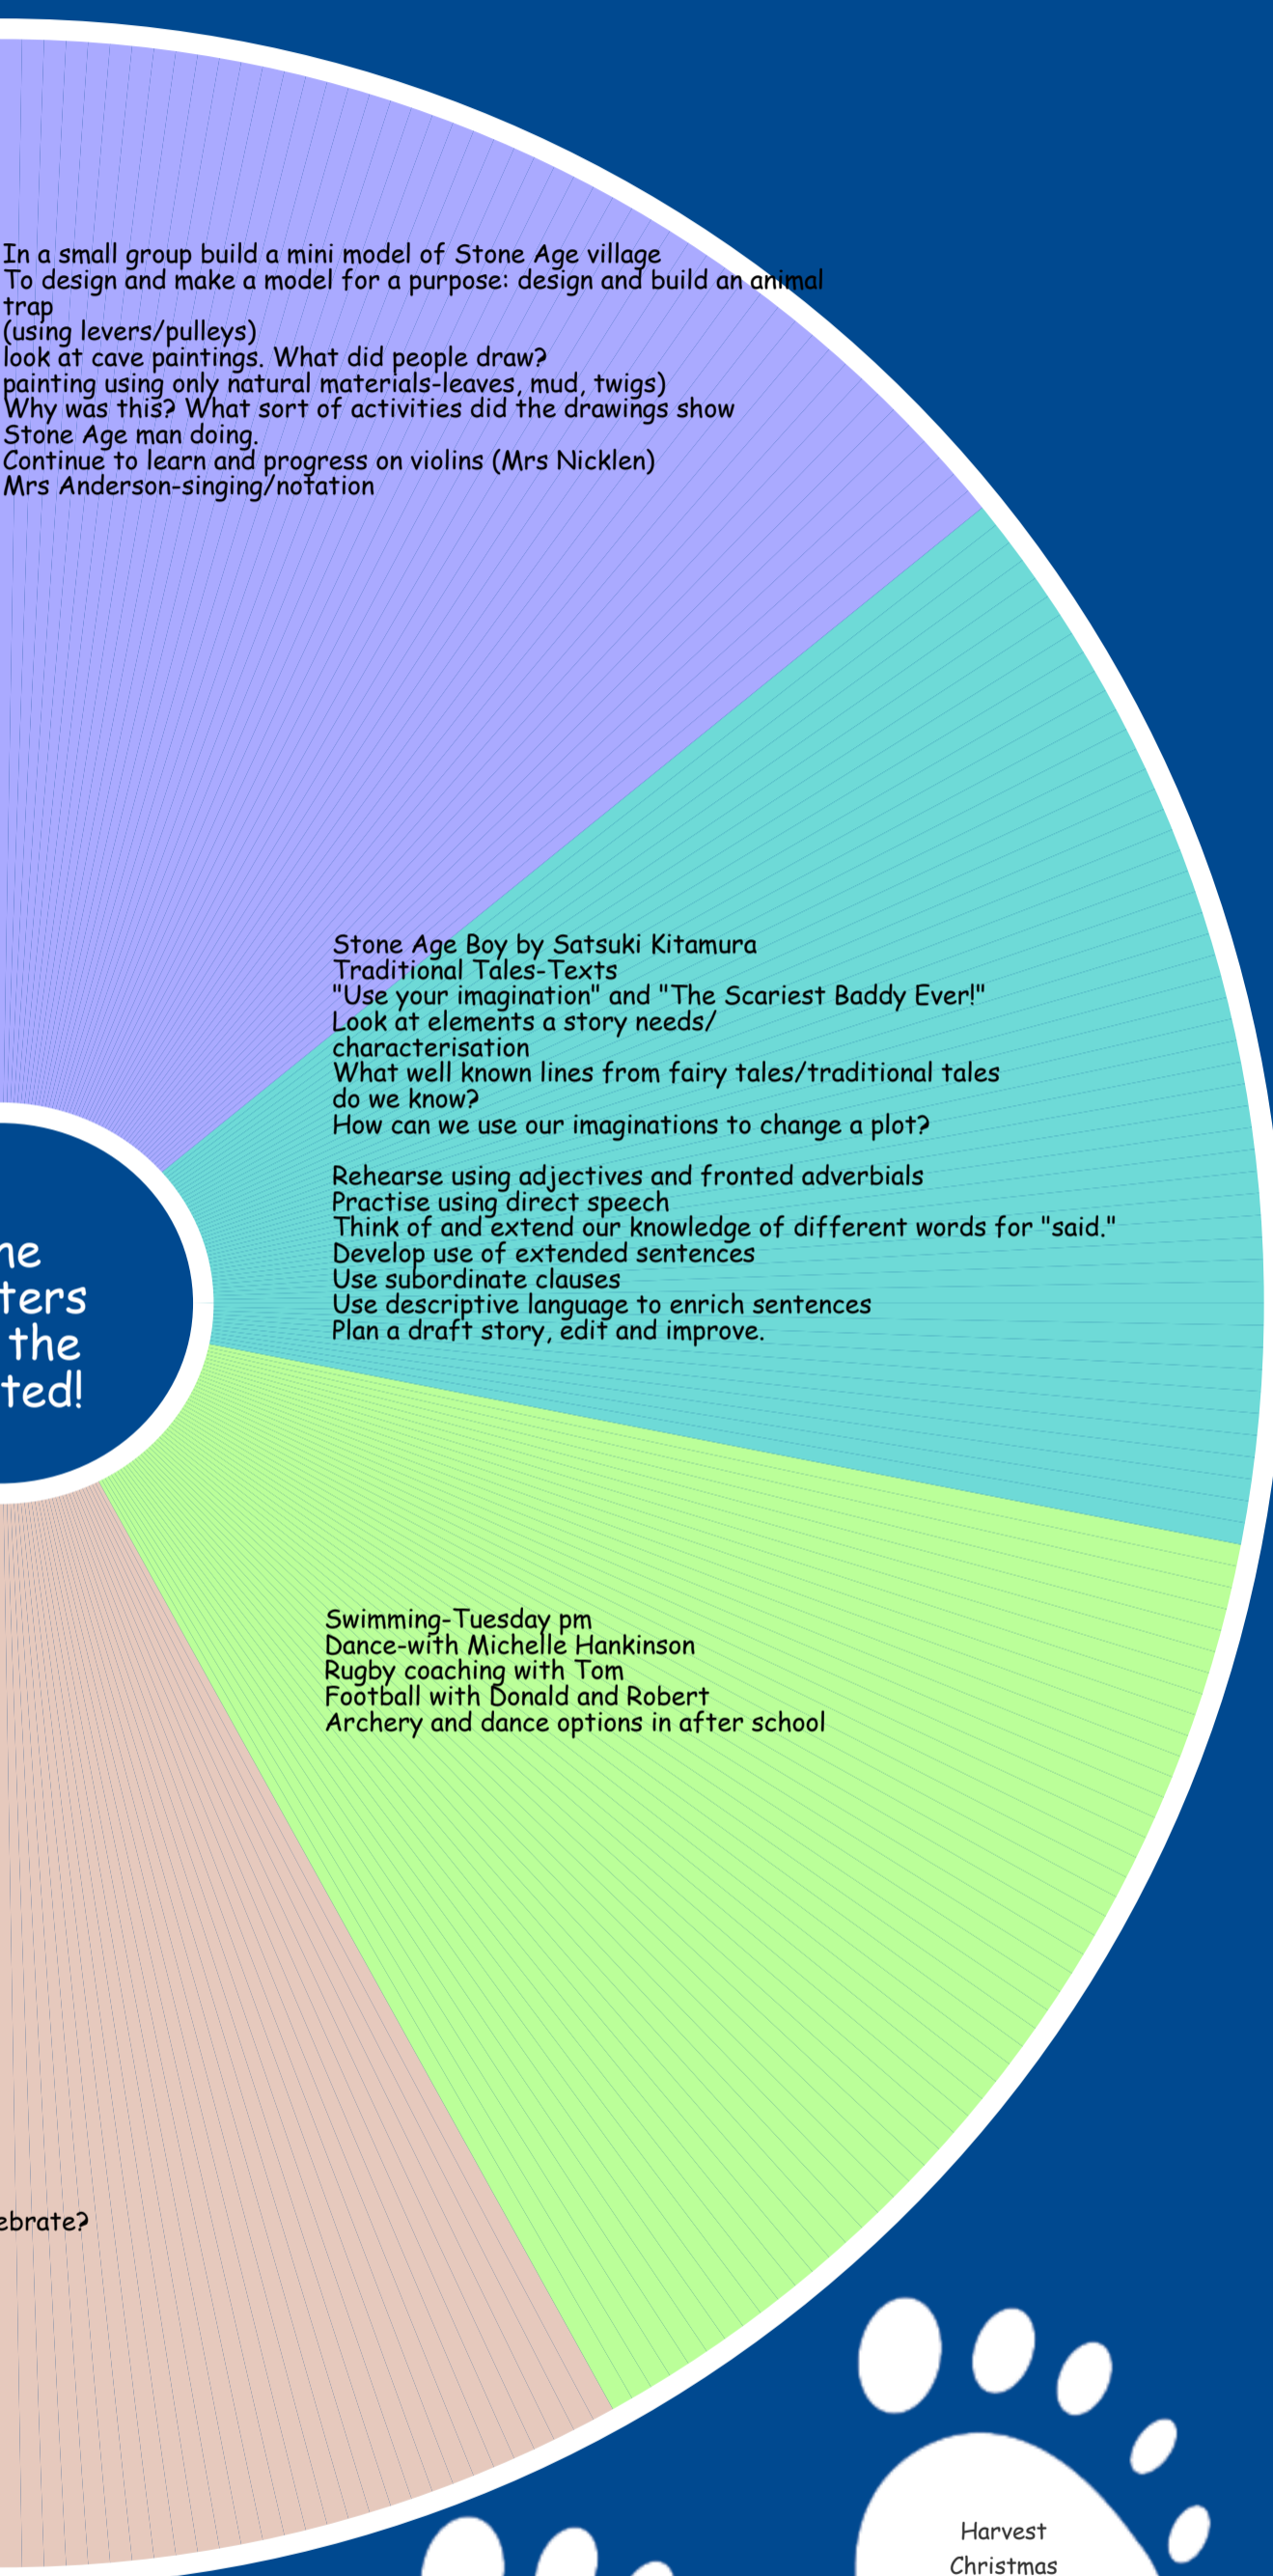 In a small group build a mini model of Stone Age village
To design and make a model for a purpose: design and build an animal
trap
(using levers/pulleys)
look at cave paintings. What did people draw?
painting using only natural materials-leaves, mud, twigs)
Why was this? What sort of activities did the drawings show
Stone Age man doing.
Continue to learn and progress on violins (Mrs Nicklen)
Mrs Anderson-singing/notation
Stone Age Boy by Satsuki Kitamura
Traditional Tales-Texts
"Use your imagination" and "The Scariest Baddy Ever!"
Look at elements a story needs/
characterisation
What well known lines from fairy tales/traditional tales
do we know?
How can we use our imaginations to change a plot?
Rehearse using adjectives and fronted adverbials
Practise using direct speech
Think of and extend our knowledge of different words for "said."
Develop use of extended sentences
Use subordinate clauses
Use descriptive language to enrich sentences
Plan a draft story, edit and improve.
ne
ters
the
ted!
Swimming-Tuesday pm
Dance-with Michelle Hankinson
Rugby coaching with Tom
Football with Donald and Robert
Archery and dance options in after school
ebrate?
Harvest
Christmas